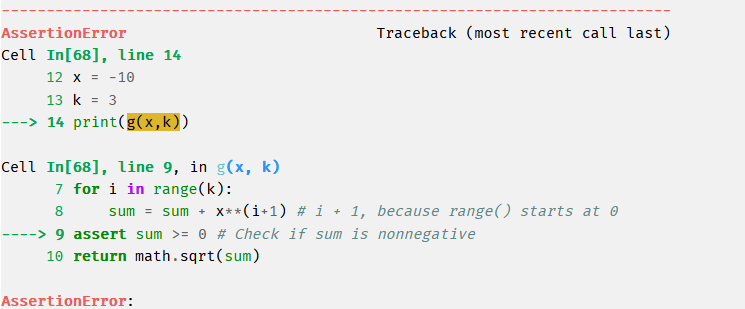 ---------------------------------------------------------------------------
AssertionError                            Traceback (most recent call last)
Cell In[68], line 14
     12 x = -10
     13 k = 3
---> 14 print(g(x,k))

Cell In[68], line 9, in g(x, k)
      7 for i in range(k):
      8     sum = sum + x**(i+1) # i + 1, because range() starts at 0
----> 9 assert sum >= 0 # Check if sum is nonnegative
     10 return math.sqrt(sum)

AssertionError: